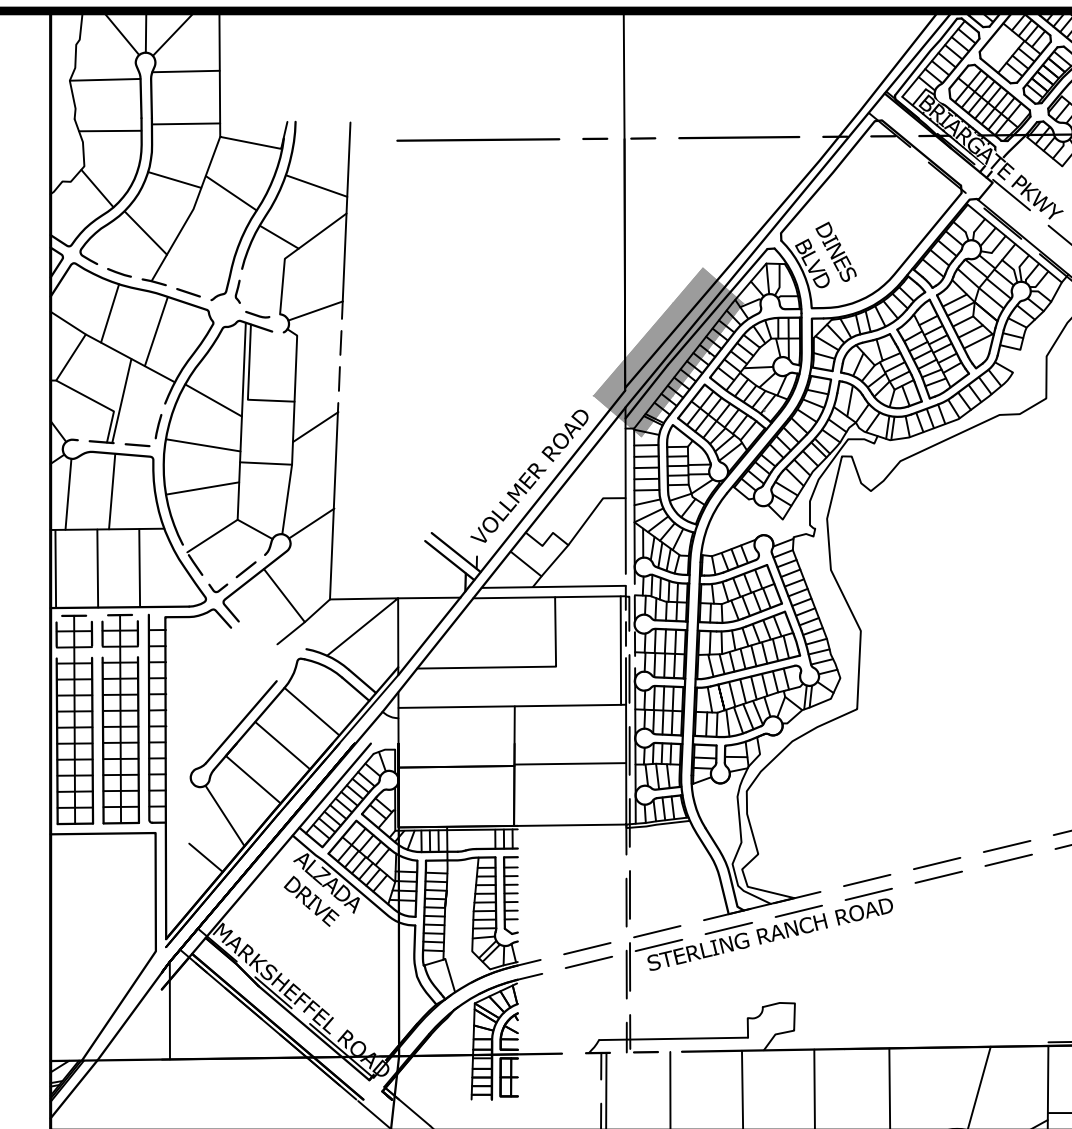 BRIARGATE PKWY
DINES
BLVD
VOLLMER ROAD
ALZADA
DRIVE
STERLING RANCH ROAD
MARKSHEFFEL ROAD